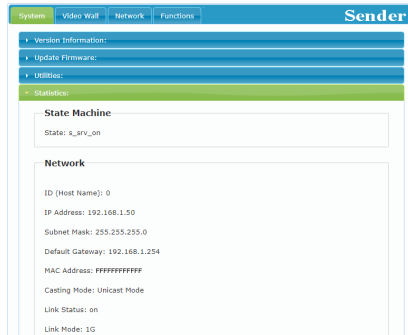 System Video Wall Network Functions Sender
Version Information:
Update Firmware:
Utilities:
Statistics:
State Machine
State: s_srv_on
Network
ID (Host Name): 0
IP Address: 192.168.1.50
Subnet Mask: 255.255.255.0
Default Gateway: 192.168.1.254
MAC Address: FFFFFFFFFFFF
Casting Mode: Unicast Mode
Link Status: on
Link Mode: 1G